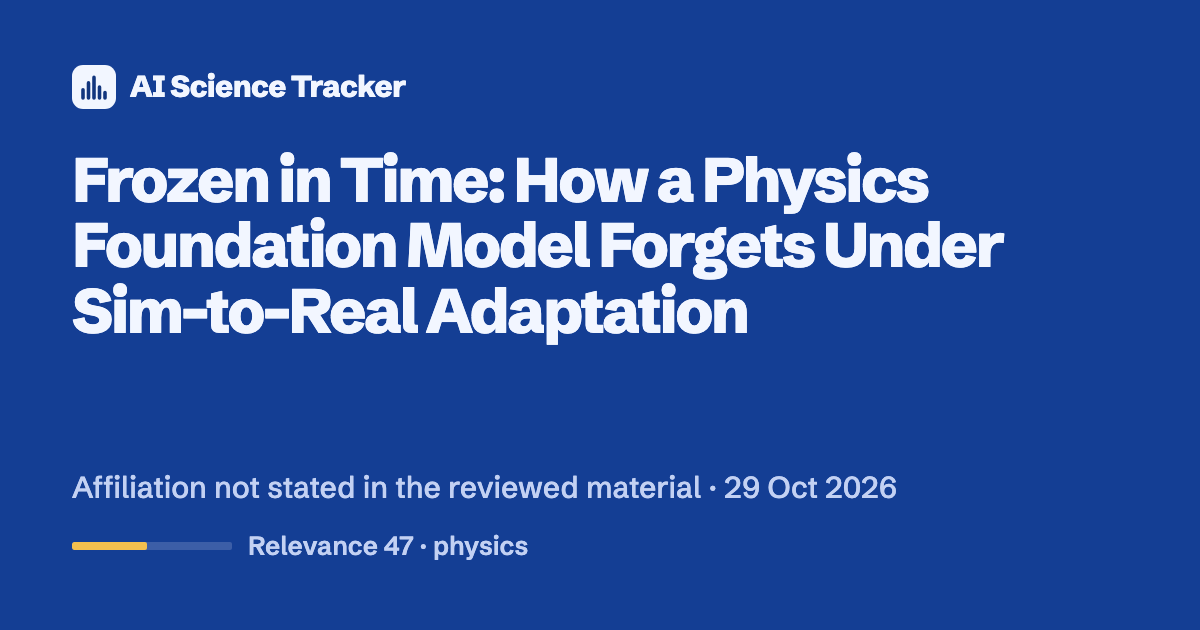 AI Science Tracker
Frozen in Time: How a Physics
Foundation Model Forgets Under
Sim-to-Real Adaptation
Affiliation not stated in the reviewed material · 29 Oct 2026
Relevance 47 · physics